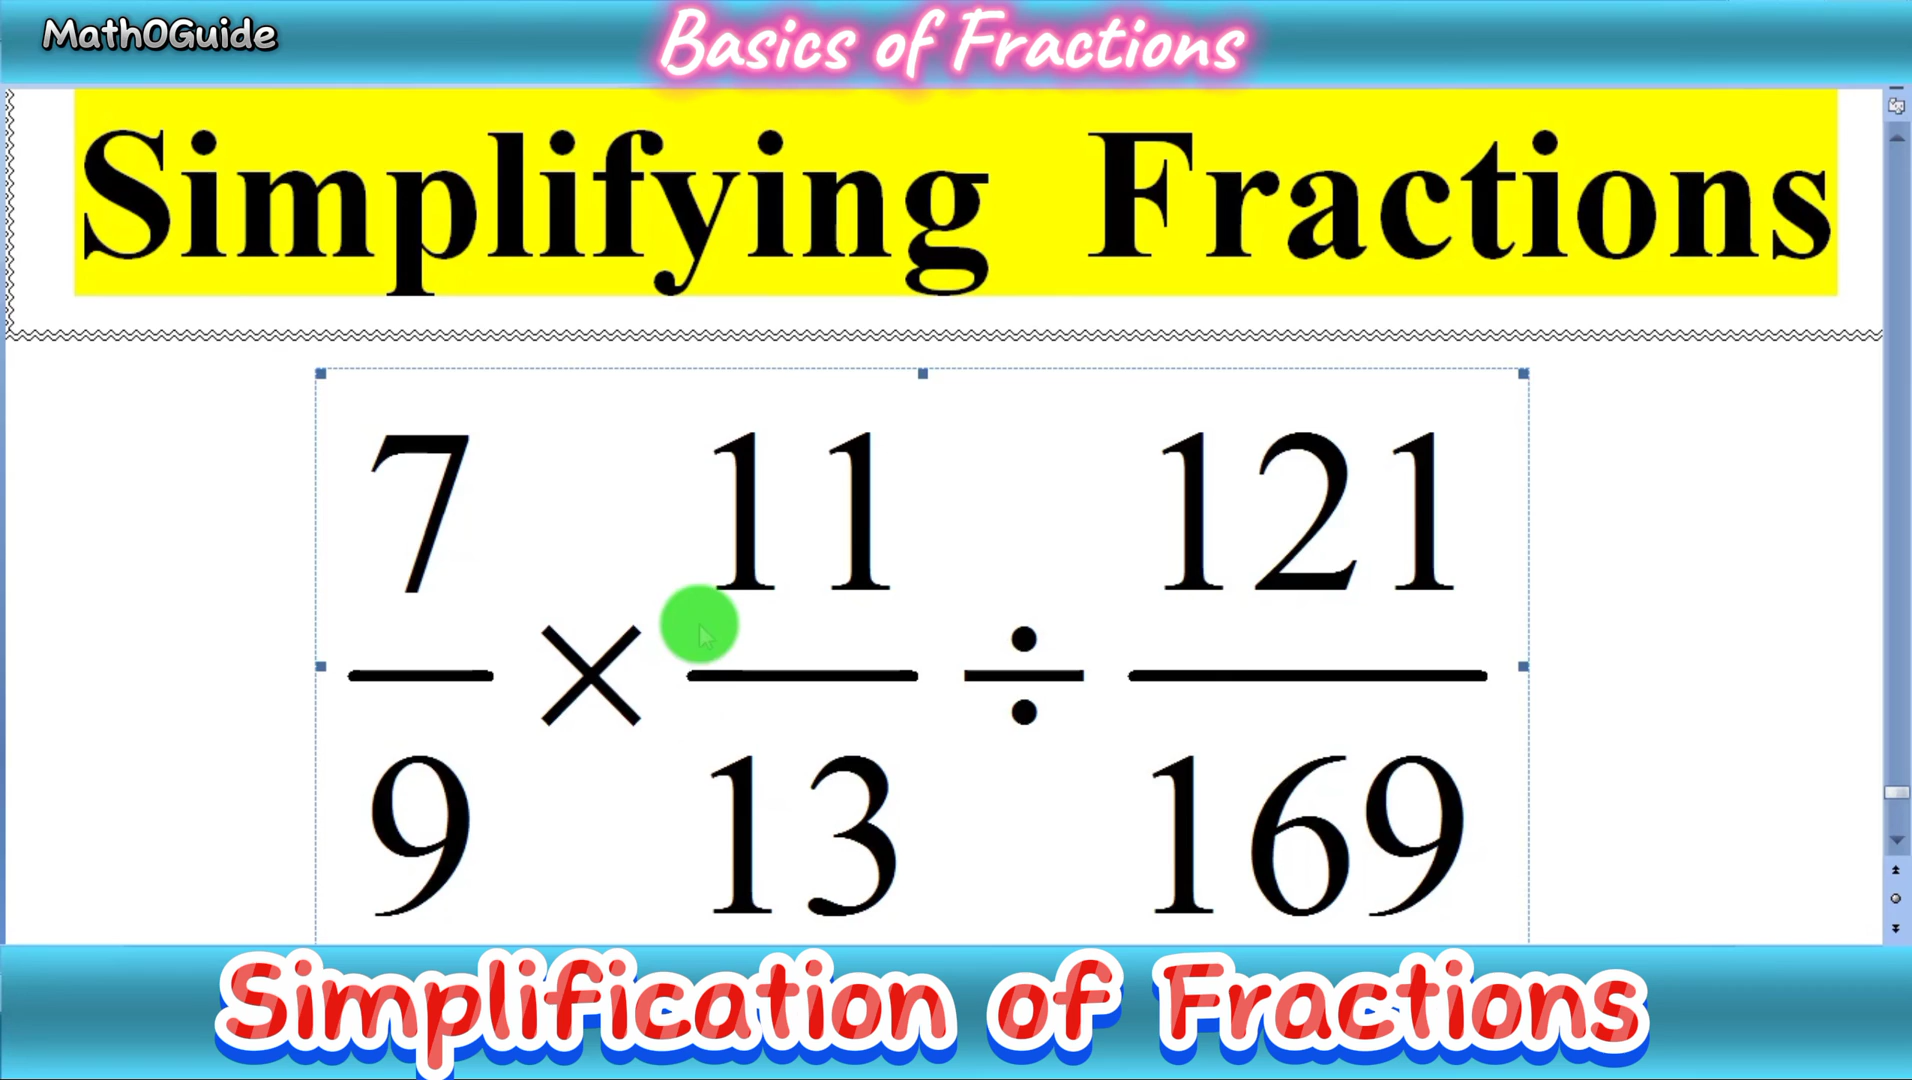 MathOGuide
Basics of Fractions
Simplifying Fractions
7/9 × 11/13 ÷ 121/169
Simplification of Fractions